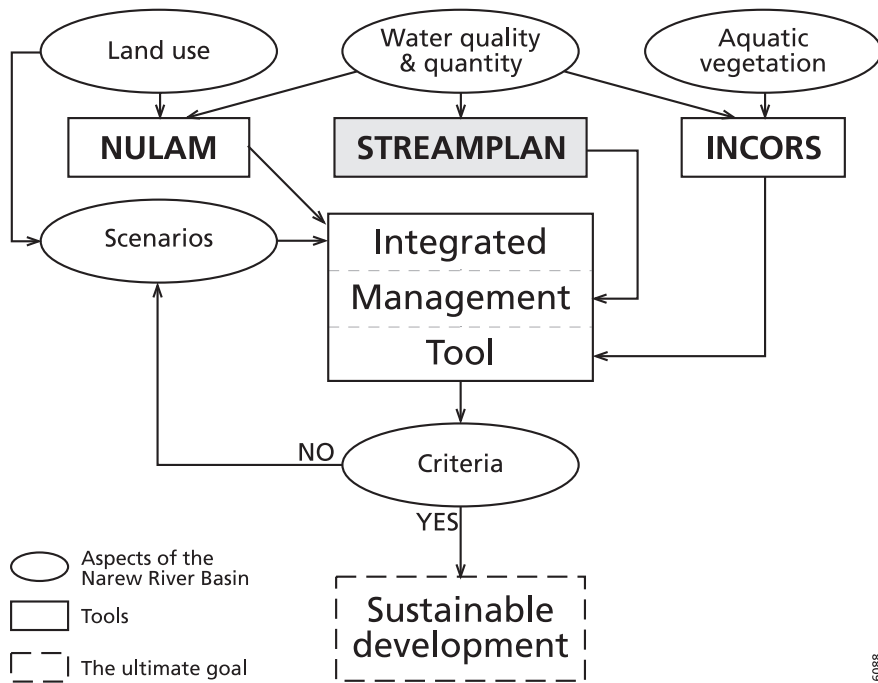 Land use
Water quality
& quantity
Aquatic
vegetation
NULAM
STREAMPLAN
INCORS
Scenarios
Integrated
Management
Tool
NO
Criteria
YES
Aspects of the
Narew River Basin
Tools
The ultimate goal
Sustainable
development
6088